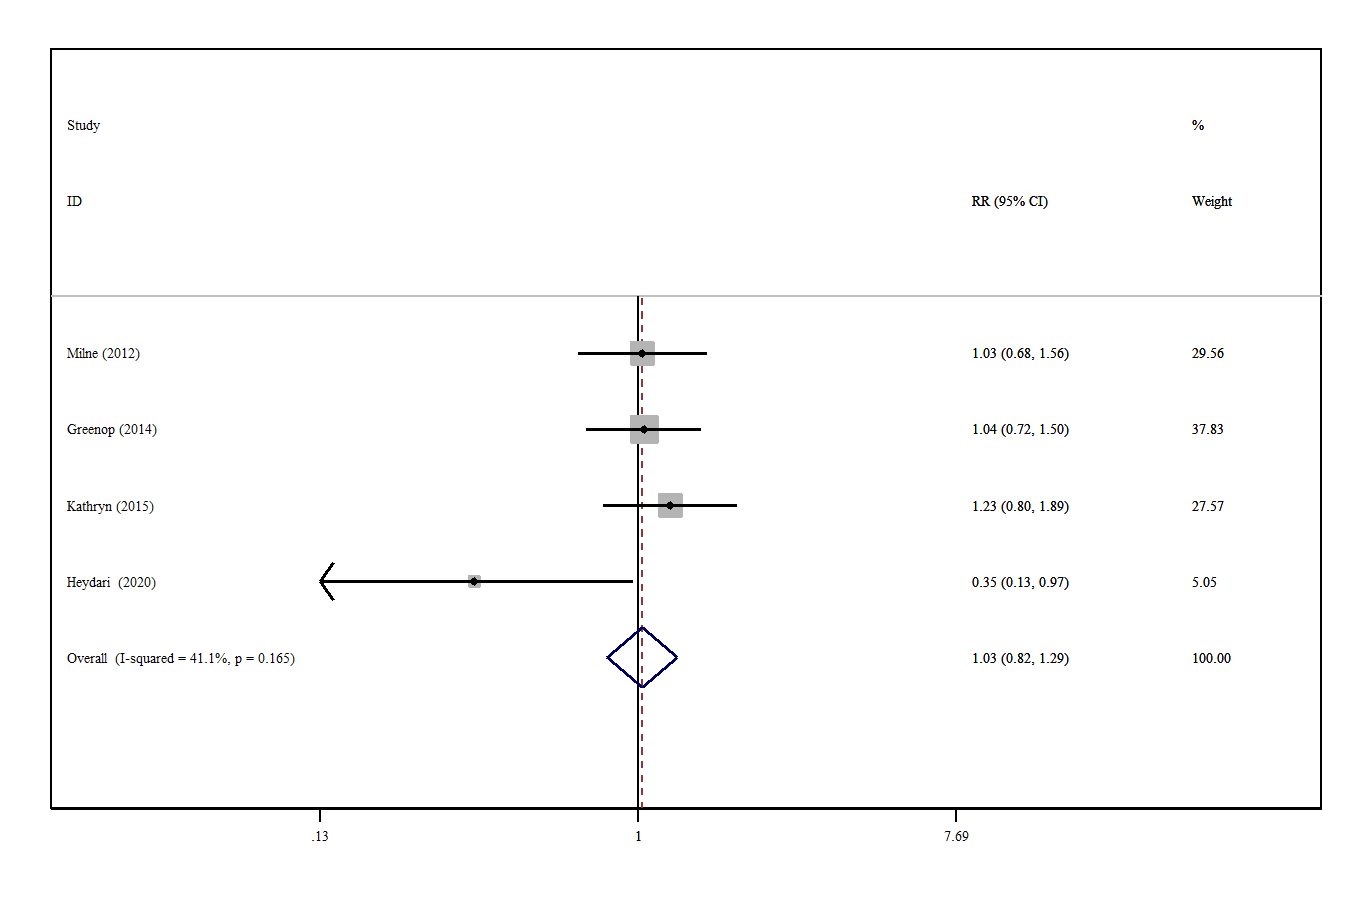 Study %
ID RR (95% CI) Weight
Milne (2012) 1.03 (0.68, 1.56) 29.56
Greenop (2014) 1.04 (0.72, 1.50) 37.83
Kathryn (2015) 1.23 (0.80, 1.89) 27.57
Heydari  (2020) 0.35 (0.13, 0.97) 5.05
Overall  (I-squared = 41.1%, p = 0.165) 1.03 (0.82, 1.29) 100.00
.13 1 7.69